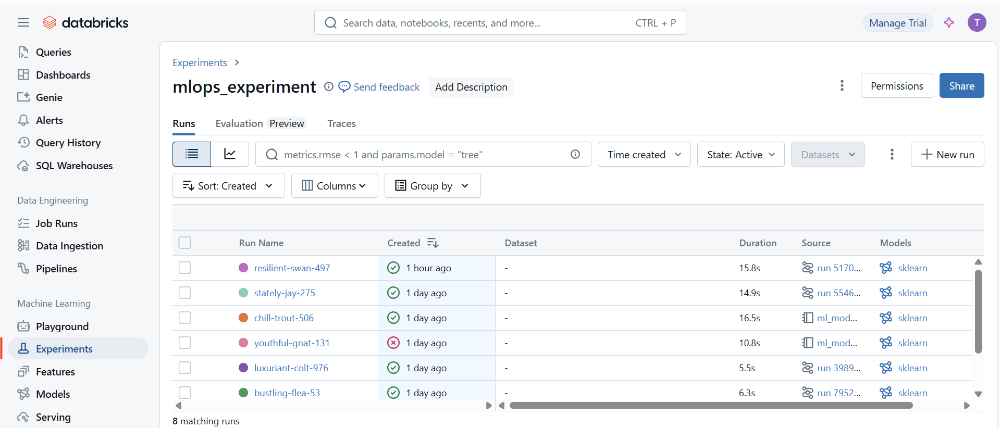 databricks
Search data, notebooks, recents, and more... CTRL + P
Manage Trial
T
Queries
Dashboards
Genie
Alerts
Query History
SQL Warehouses
Data Engineering
Job Runs
Data Ingestion
Pipelines
Machine Learning
Playground
Experiments
Features
Models
Serving
Experiments
mlops_experiment Send feedback Add Description
Permissions Share
Runs Evaluation Preview Traces
metrics.rmse < 1 and params.model = "tree" Time created State: Active Datasets New run
Sort: Created Columns Group by
Run Name Created Dataset Duration Source Models
resilient-swan-497 1 hour ago - 15.8s run 5170... sklearn
stately-jay-275 1 day ago - 14.9s run 5546... sklearn
chill-trout-506 1 day ago - 16.5s ml_mod... sklearn
youthful-gnat-131 1 day ago - 10.8s ml_mod... sklearn
luxuriant-colt-976 1 day ago - 5.5s run 3989... sklearn
bustling-flea-53 1 day ago - 6.3s run 7952... sklearn
8 matching runs